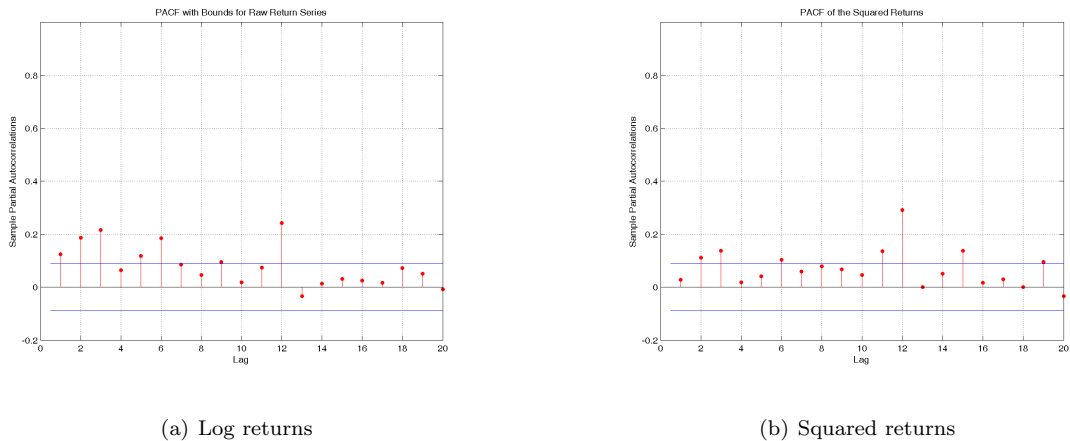 PACF with Bounds for Raw Return Series
Sample Partial Autocorrelations
0.8
0.6
0.4
0.2
0
-0.2
0 2 4 6 8 10 12 14 16 18 20
Lag
(a) Log returns
PACF of the Squared Returns
Sample Partial Autocorrelations
0.8
0.6
0.4
0.2
0
-0.2
0 2 4 6 8 10 12 14 16 18 20
Lag
(b) Squared returns